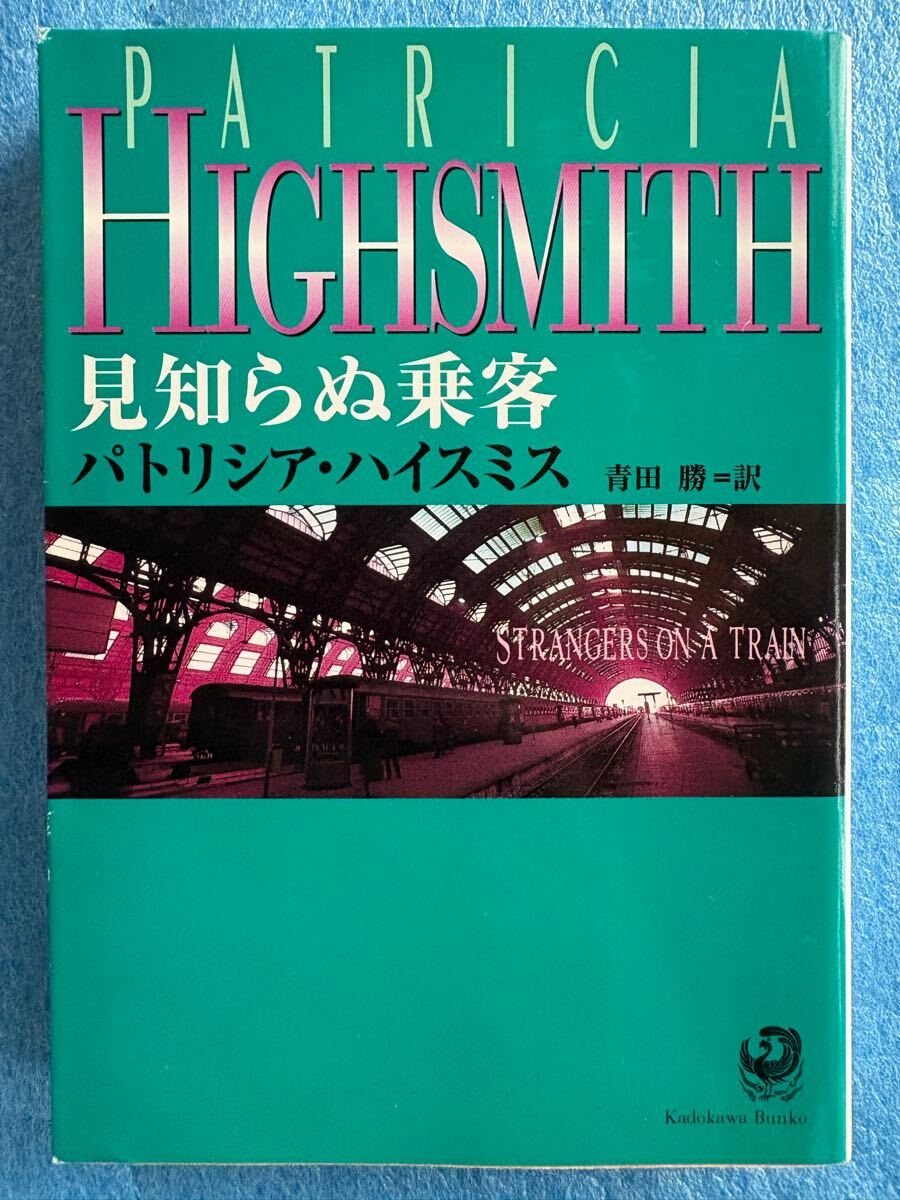 PATRICIA
HIGHSMITH
見知らぬ乗客
パトリシア・ハイスミス 青田 勝=訳
STRANGERS ON A TRAIN
Kadokawa Bunko